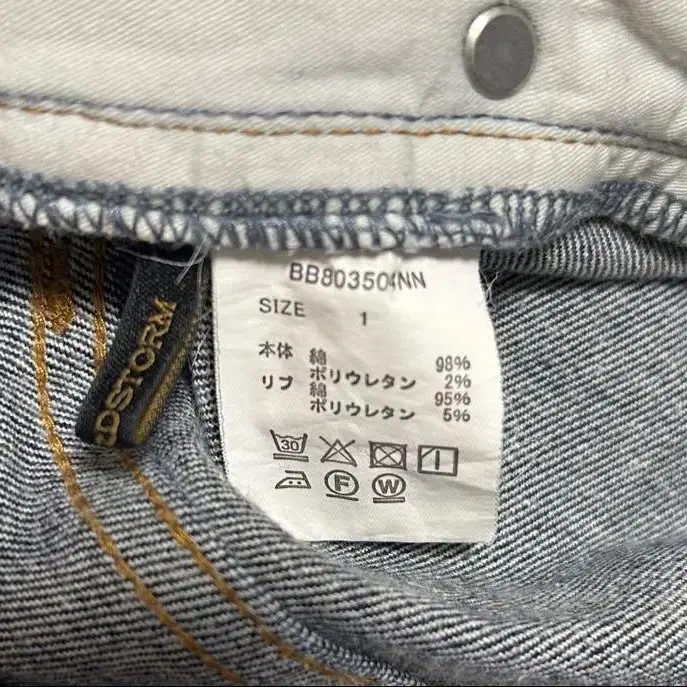 BB803504NN
SIZE 1
本体 綿 98%
ポリウレタン 2%
リブ 綿 95%
ポリウレタン 5%
30
F W
DSTORM